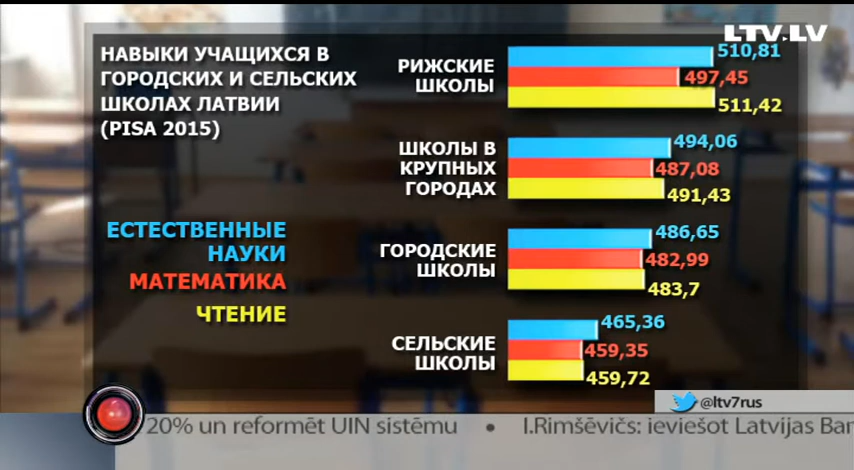 LTV.LV
НАВЫКИ УЧАЩИХСЯ В
ГОРОДСКИХ И СЕЛЬСКИХ
ШКОЛАХ ЛАТВИИ
(PISA 2015)
ЕСТЕСТВЕННЫЕ
НАУКИ
МАТЕМАТИКА
ЧТЕНИЕ
РИЖСКИЕ
ШКОЛЫ
510,81
497,45
511,42
ШКОЛЫ В
КРУПНЫХ
ГОРОДАХ
494,06
487,08
491,43
ГОРОДСКИЕ
ШКОЛЫ
486,65
482,99
483,7
СЕЛЬСКИЕ
ШКОЛЫ
465,36
459,35
459,72
@ltv7rus
20% un reformēt UIN sistēmu • I.Rimšēvičs: ieviešot Latvijas Ban